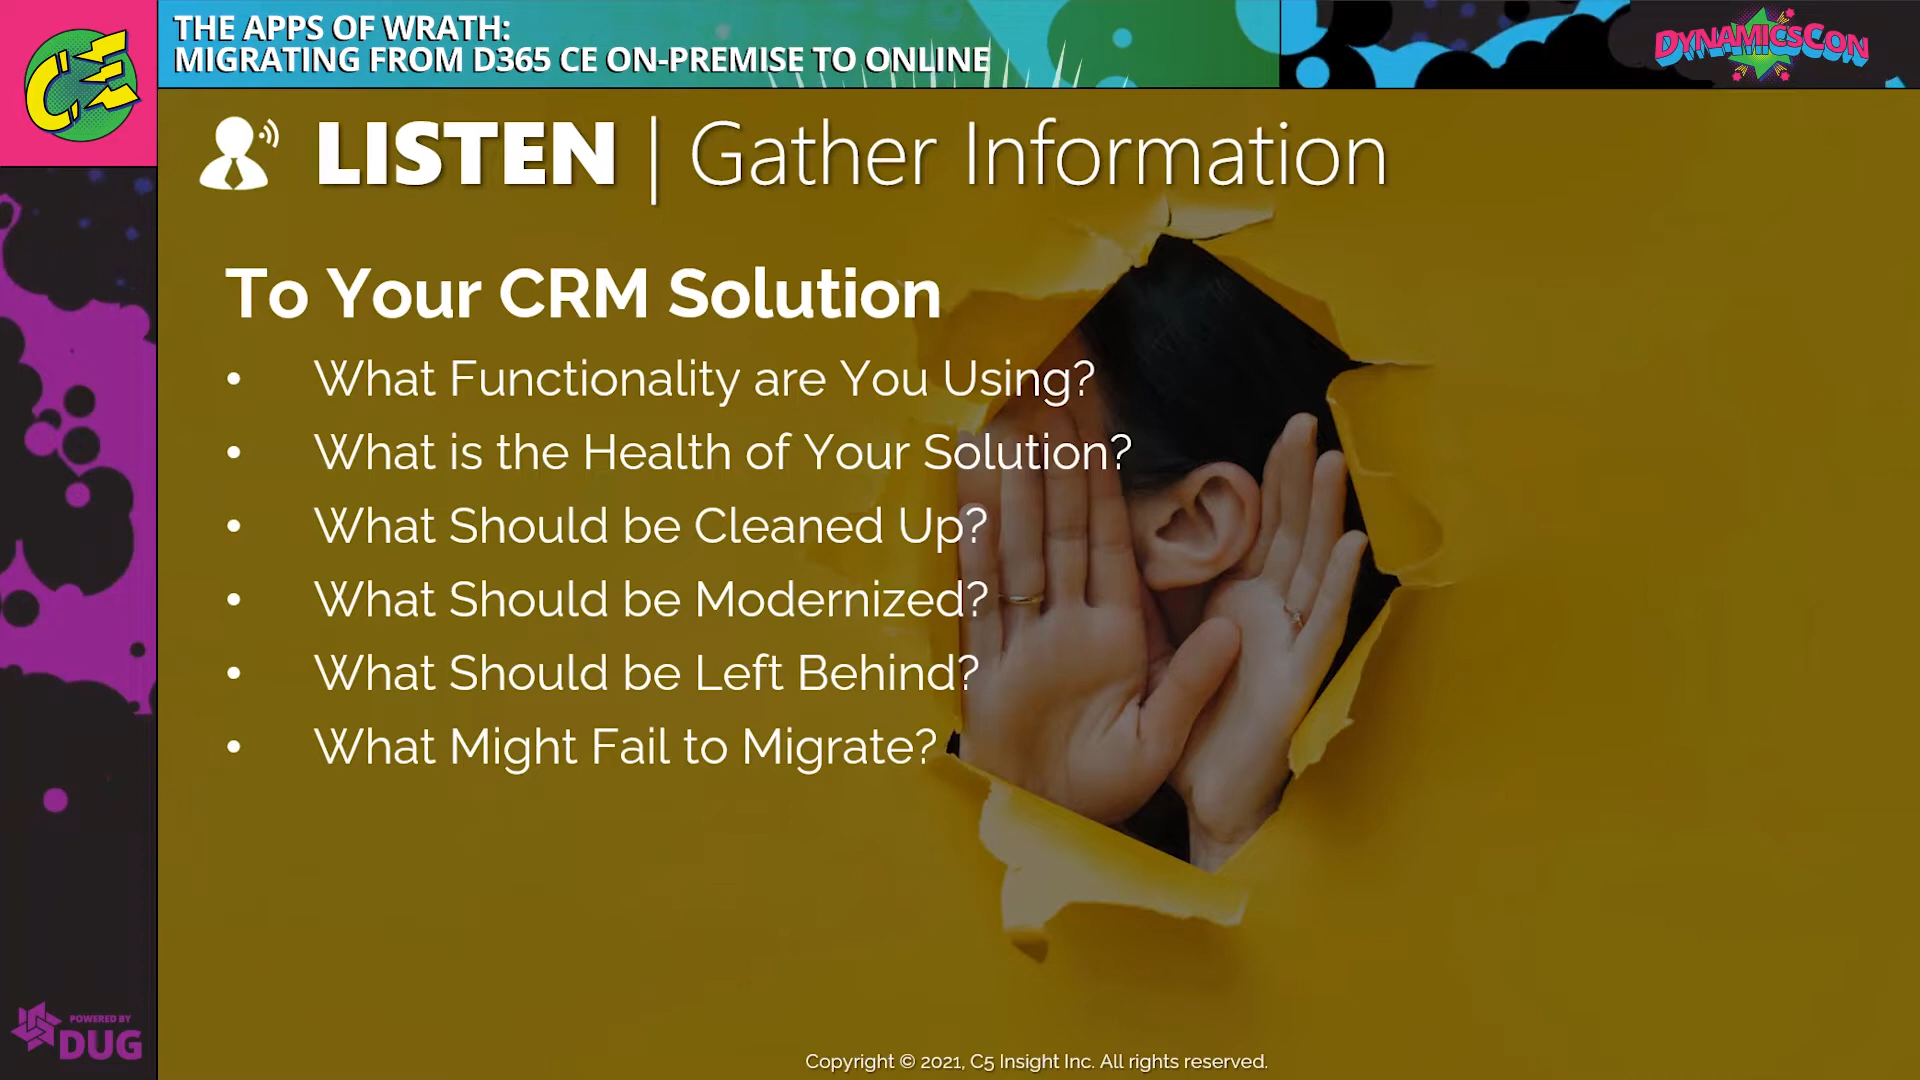 THE APPS OF WRATH:
MIGRATING FROM D365 CE ON-PREMISE TO ONLINE
CE
DYNAMICSCON
LISTEN | Gather Information
To Your CRM Solution
• What Functionality are You Using?
• What is the Health of Your Solution?
• What Should be Cleaned Up?
• What Should be Modernized?
• What Should be Left Behind?
• What Might Fail to Migrate?
POWERED BY
DUG
Copyright © 2021, C5 Insight Inc. All rights reserved.